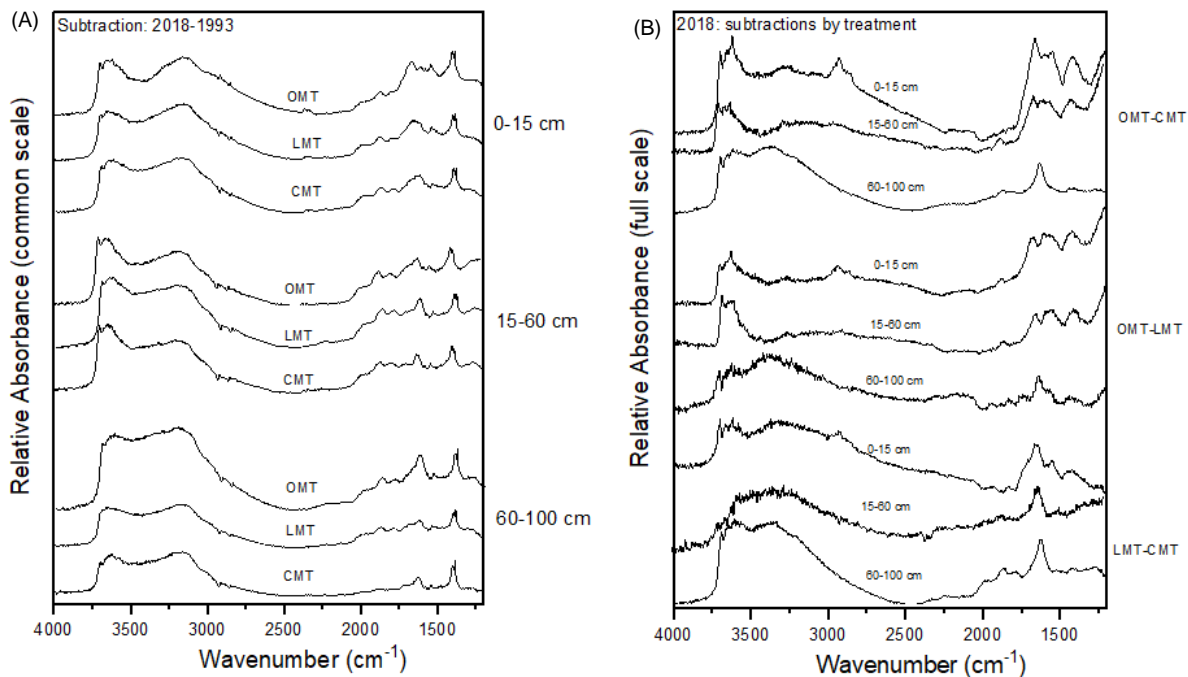 (A)
Subtraction: 2018-1993
Relative Absorbance (common scale)
OMT
LMT
CMT
0-15 cm
OMT
LMT
CMT
15-60 cm
OMT
LMT
CMT
60-100 cm
4000 3500 3000 2500 2000 1500
Wavenumber (cm-1)
(B)
2018: subtractions by treatment
Relative Absorbance (full scale)
0-15 cm
15-60 cm
60-100 cm
OMT-CMT
0-15 cm
15-60 cm
60-100 cm
OMT-LMT
0-15 cm
15-60 cm
60-100 cm
LMT-CMT
4000 3500 3000 2500 2000 1500
Wavenumber (cm-1)